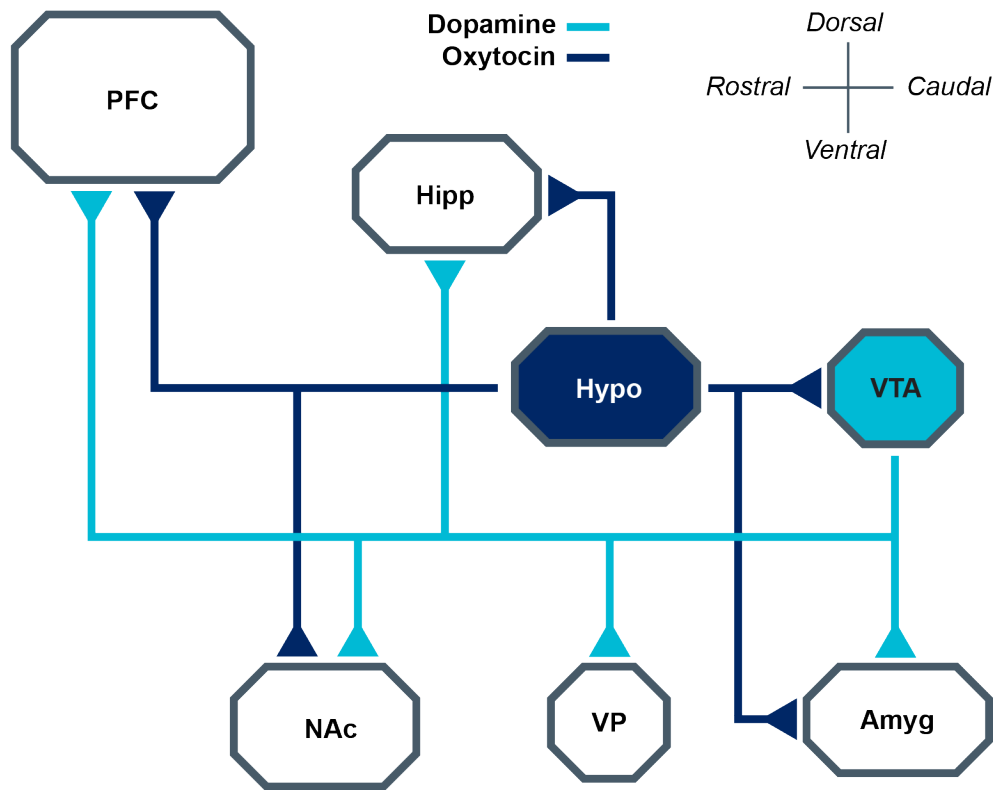 Dopamine
Oxytocin
Dorsal
Rostral
Caudal
Ventral
PFC
Hipp
Hypo
VTA
NAc
VP
Amyg